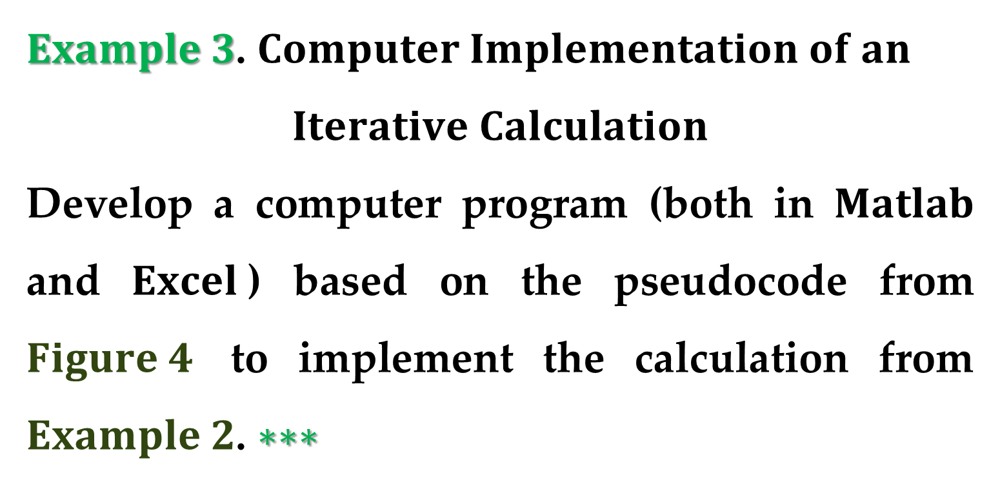 Example 3. Computer Implementation of an
Iterative Calculation
Develop a computer program (both in Matlab
and Excel ) based on the pseudocode from
Figure 4 to implement the calculation from
Example 2. ***